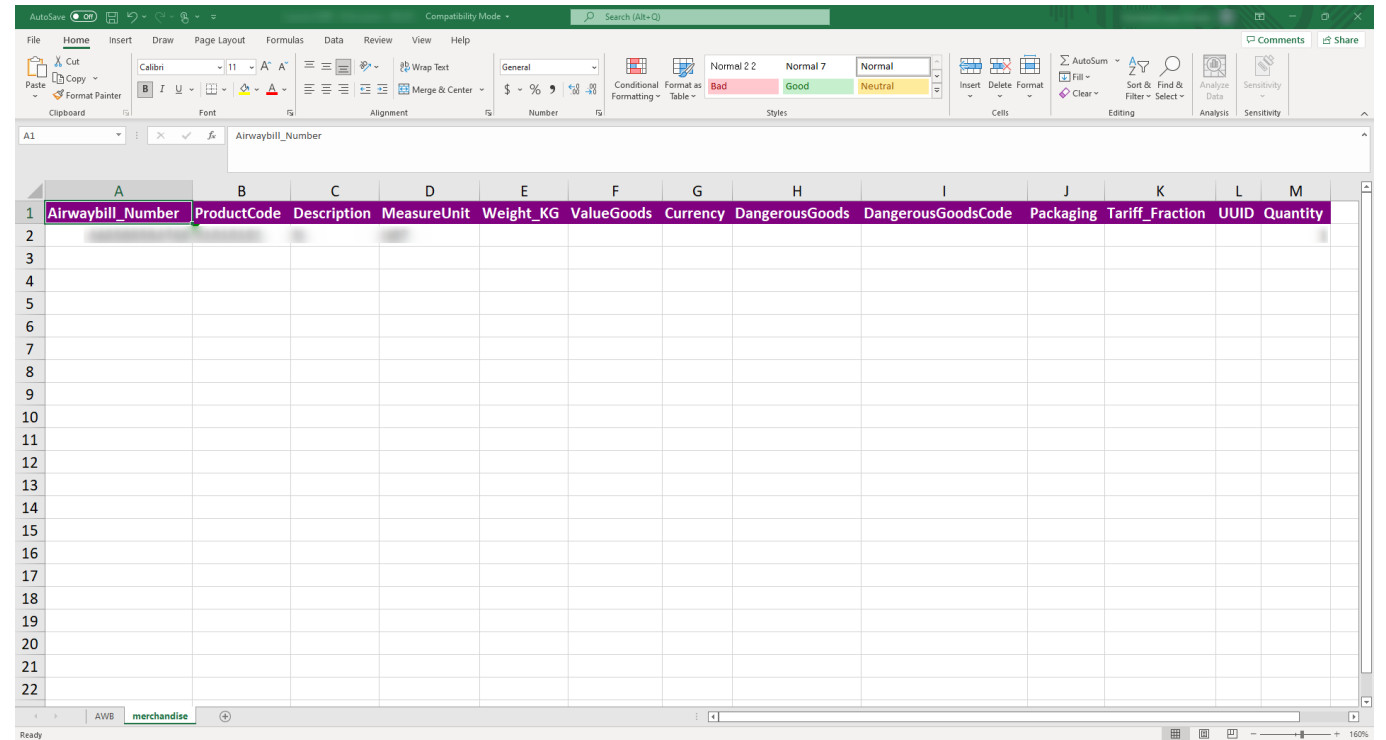 AutoSave Off Compatibility Mode Search (Alt+Q)
File Home Insert Draw Page Layout Formulas Data Review View Help Comments Share
Paste Cut Copy Format Painter
Clipboard
Calibri 11 A^ A˅
B I U A
Font
Wrap Text
Merge & Center
Alignment
General
$ % 9
Number
Conditional Formatting
Format as Table
Normal 2 2 Normal 7 Normal
Bad Good Neutral
Styles
Insert Delete Format
Cells
AutoSum
Fill
Clear
Sort & Filter
Find & Select
Editing
Analyze Data
Analysis
Sensitivity
Sensitivity
A1 fx Airwaybill_Number
A B C D E F G H I J K L M
1 Airwaybill_Number ProductCode Description MeasureUnit Weight_KG ValueGoods Currency DangerousGoods DangerousGoodsCode Packaging Tariff_Fraction UUID Quantity
2
3
4
5
6
7
8
9
10
11
12
13
14
15
16
17
18
19
20
21
22
AWB merchandise
Ready 160%